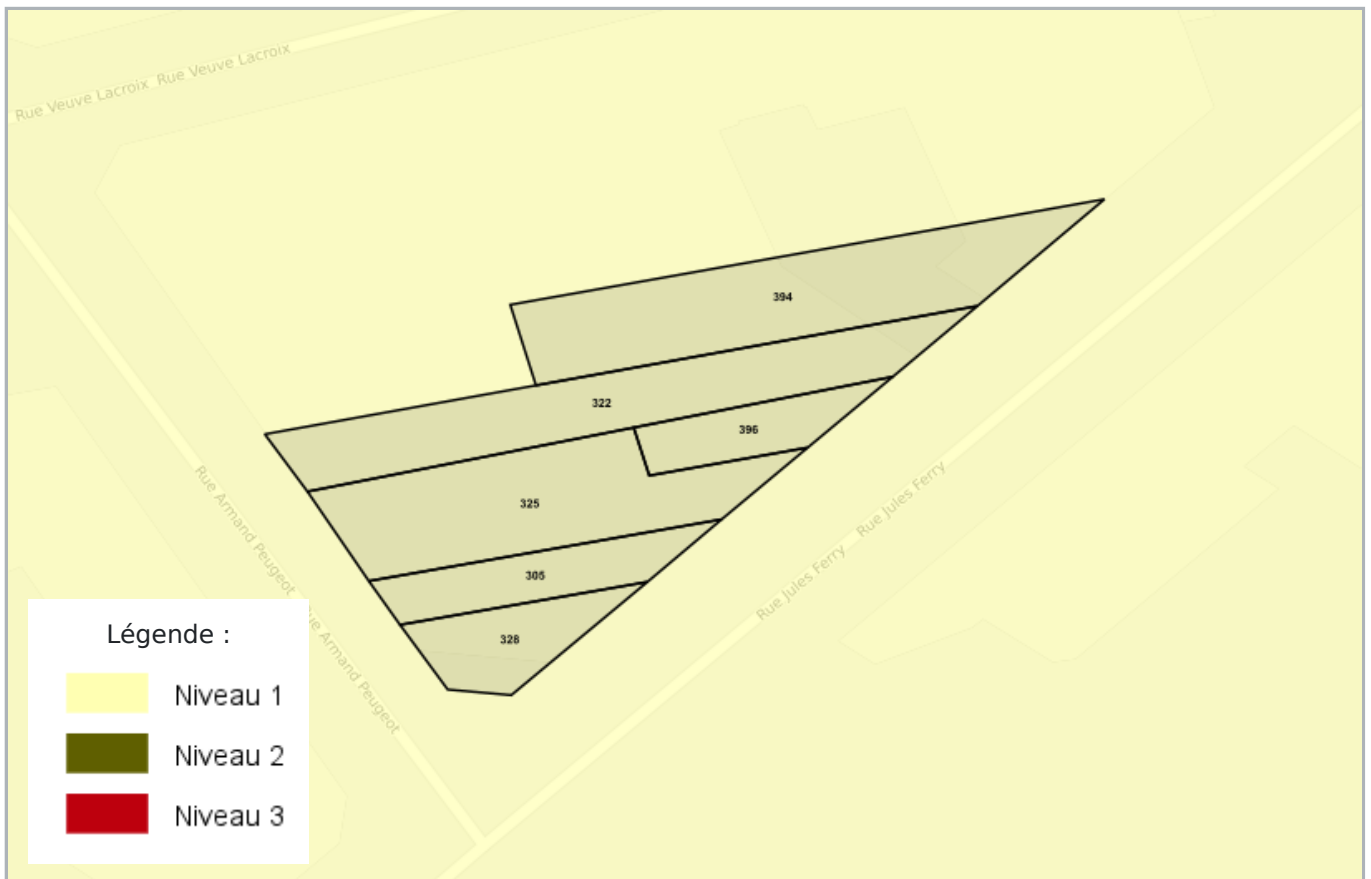 Rue Veuve Lacroix Rue Veuve Lacroix
394
322
396
325
305
328
Rue Armand Peugeot
Rue Armand Peugeot
Rue Jules Ferry
Rue Jules Ferry
Légende :
Niveau 1
Niveau 2
Niveau 3